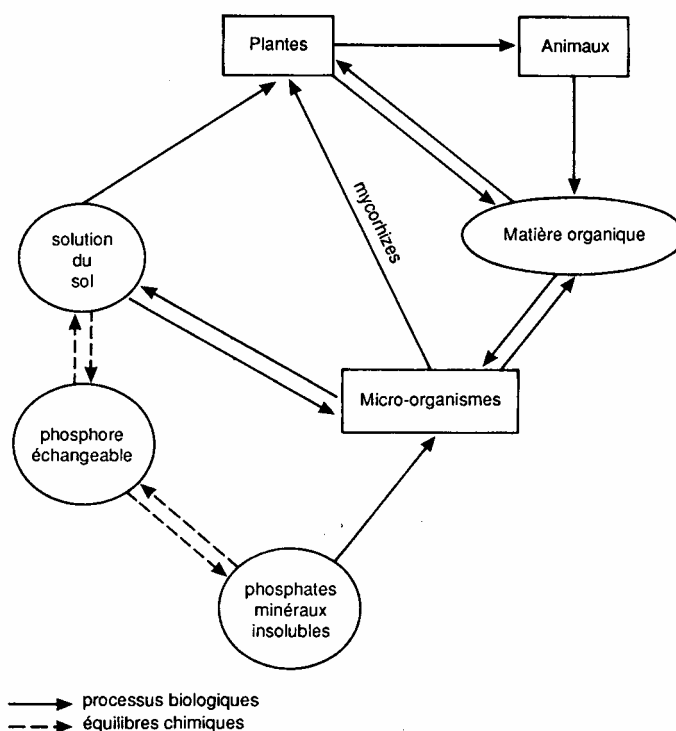 Plantes
Animaux
mycorhizes
solution
du
sol
Matière organique
Micro-organismes
phosphore
échangeable
phosphates
minéraux
insolubles
processus biologiques
équilibres chimiques